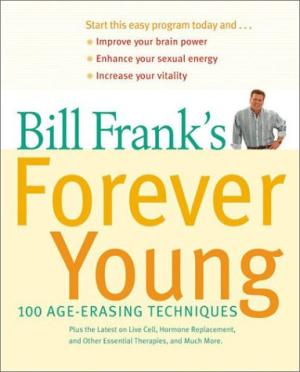 Start this easy program today and . . .
Improve your brain power
Enhance your sexual energy
Increase your vitality
Bill Frank's
Forever
Young
100 AGE-ERASING TECHNIQUES
Plus the Latest on Live Cell, Hormone Replacement,
and Other Essential Therapies, and Much More.